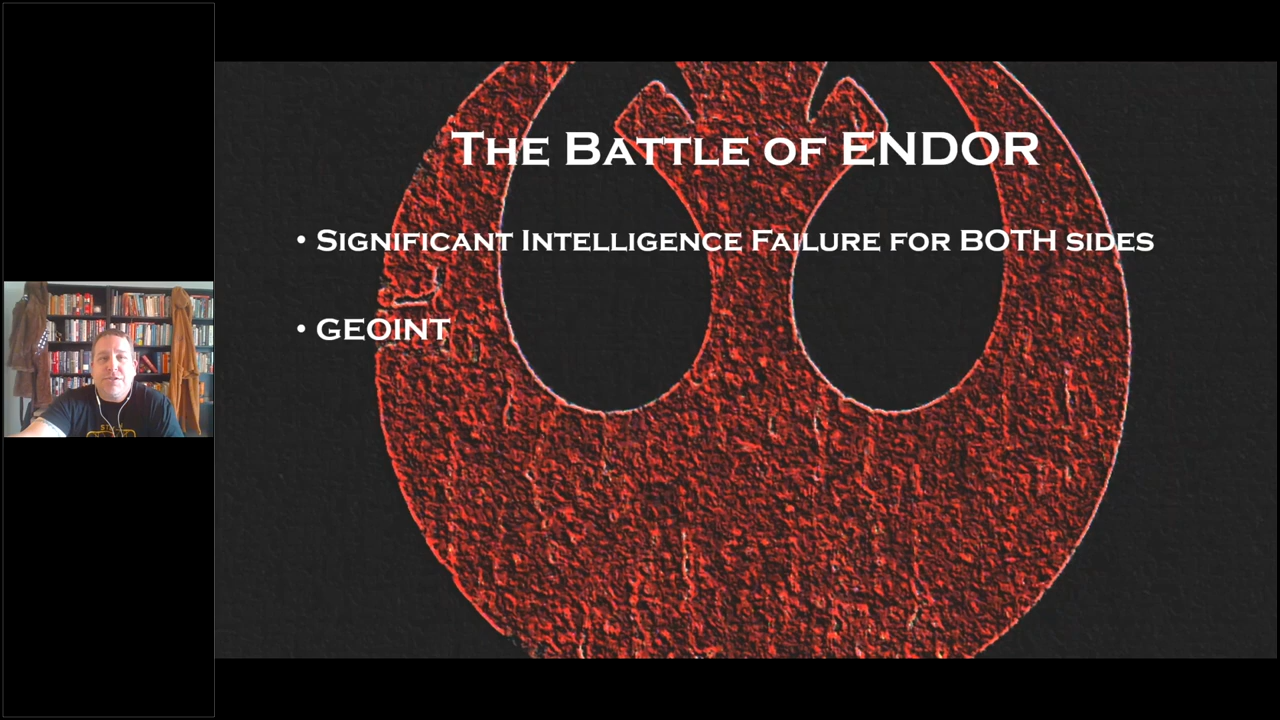 The Battle of ENDOR
• Significant Intelligence Failure for BOTH sides
• GEOINT